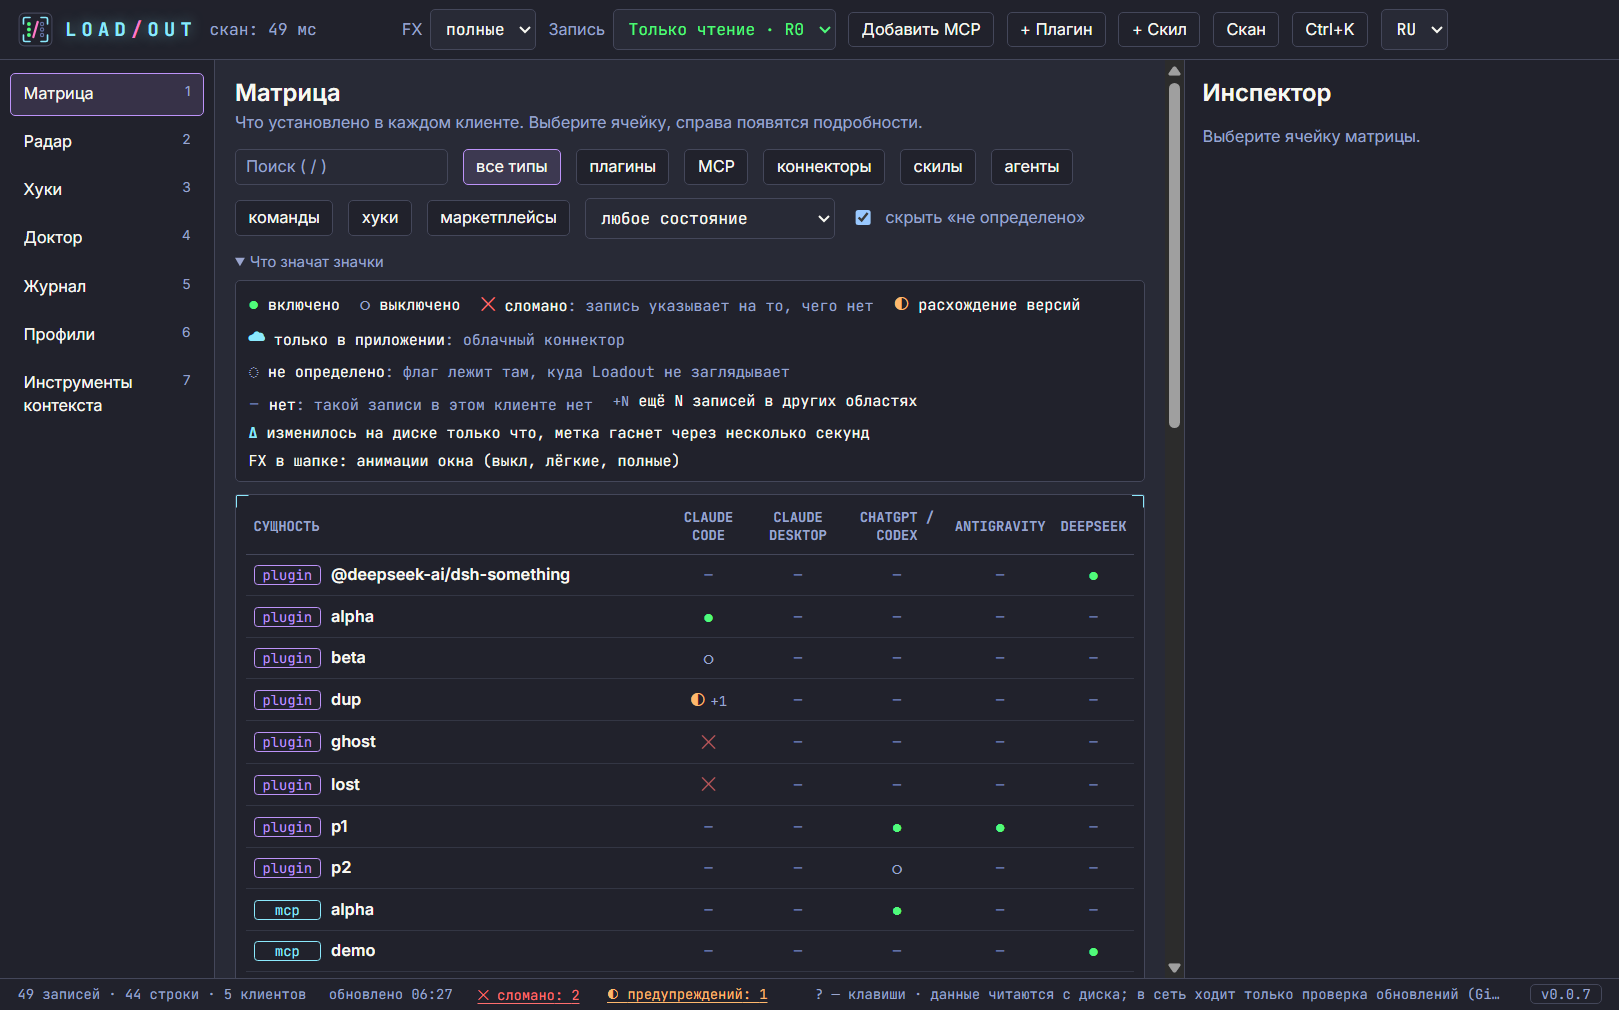 LOAD/OUT скан: 49 мс FX полные Запись Только чтение · R0 Добавить MCP + Плагин + Скил Скан Ctrl+K RU
Матрица 1
Радар 2
Хуки 3
Доктор 4
Журнал 5
Профили 6
Инструменты контекста 7
Матрица
Что установлено в каждом клиенте. Выберите ячейку, справа появятся подробности.
Поиск ( / ) все типы плагины MCP коннекторы скилы агенты
команды хуки маркетплейсы любое состояние скрыть «не определено»
▼ Что значат значки
● включено ○ выключено ✕ сломано: запись указывает на то, чего нет ◐ расхождение версий
☁ только в приложении: облачный коннектор
◌ не определено: флаг лежит там, куда Loadout не заглядывает
— нет: такой записи в этом клиенте нет +N ещё N записей в других областях
Δ изменилось на диске только что, метка гаснет через несколько секунд
FX в шапке: анимации окна (выкл, лёгкие, полные)
СУЩНОСТЬ CLAUDE CODE CLAUDE DESKTOP CHATGPT / CODEX ANTIGRAVITY DEEPSEEK
plugin @deepseek-ai/dsh-something — — — — ●
plugin alpha ● — — — —
plugin beta ○ — — — —
plugin dup ◐ +1 — — — —
plugin ghost ✕ — — — —
plugin lost ✕ — — — —
plugin p1 — — ● ● —
plugin p2 — — ○ — —
mcp alpha — — ● — —
mcp demo — — — — ●
Инспектор
Выберите ячейку матрицы.
49 записей · 44 строки · 5 клиентов обновлено 06:27 ✕ сломано: 2 ◐ предупреждений: 1 ? — клавиши · данные читаются с диска; в сеть ходит только проверка обновлений (Gi… v0.0.7